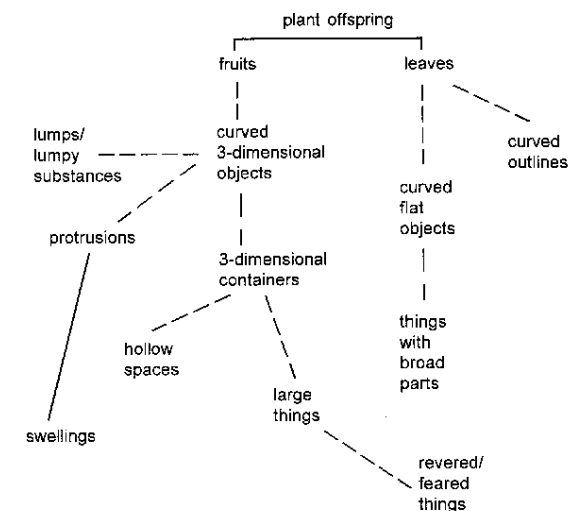 plant offspring
fruits
leaves
lumps/
lumpy
substances
curved
3-dimensional
objects
curved
outlines
curved
flat
objects
protrusions
3-dimensional
containers
hollow
spaces
things
with
broad
parts
large
things
swellings
revered/
feared
things